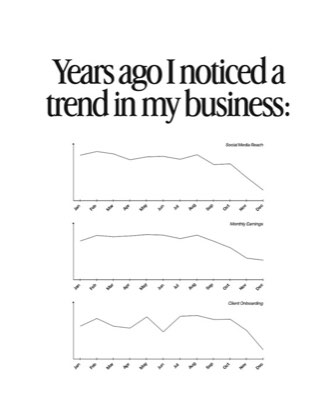 Years ago I noticed a
trend in my business:
Social Media Reach
Jan Feb Mar Apr May Jun Jul Aug Sep Oct Nov Dec
Monthly Earnings
Jan Feb Mar Apr May Jun Jul Aug Sep Oct Nov Dec
Client Onboarding
Jan Feb Mar Apr May Jun Jul Aug Sep Oct Nov Dec